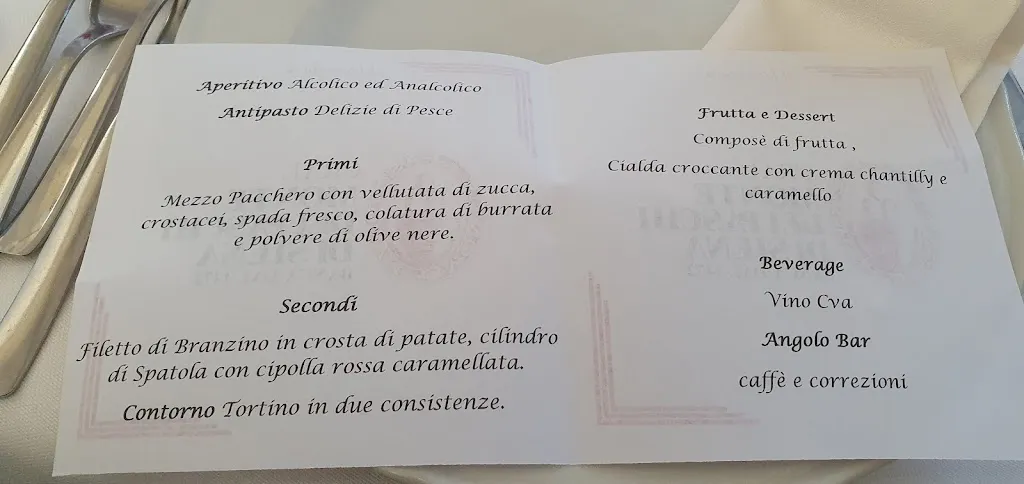 Aperitivo Alcolico ed Analcolico
Antipasto Delizie di Pesce
Primi
Mezzo Pacchero con vellutata di zucca,
crostacei, spada fresco, colatura di burrata
e polvere di olive nere.
Secondi
Filetto di Branzino in crosta di patate, cilindro
di Spatola con cipolla rossa caramellata.
Contorno Tortino in due consistenze.
Frutta e Dessert
Composè di frutta ,
Cialda croccante con crema chantilly e
caramello
Beverage
Vino Cva
Angolo Bar
caffè e correzioni